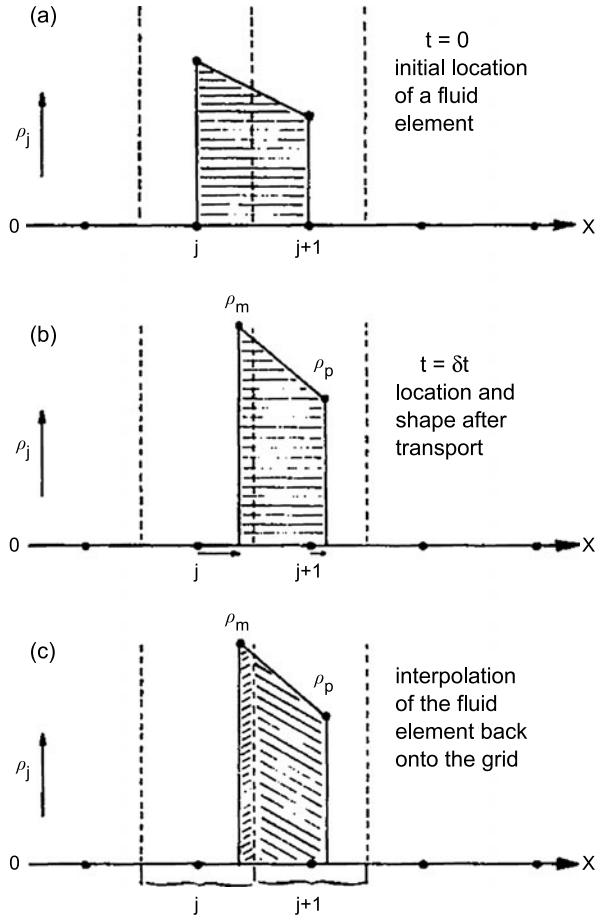 (a)
t = 0
initial location
of a fluid
element
ρj
0
X
j
j+1
(b)
ρm
ρp
t = δt
location and
shape after
transport
ρj
0
X
j
j+1
(c)
ρm
ρp
interpolation
of the fluid
element back
onto the grid
ρj
0
X
j
j+1